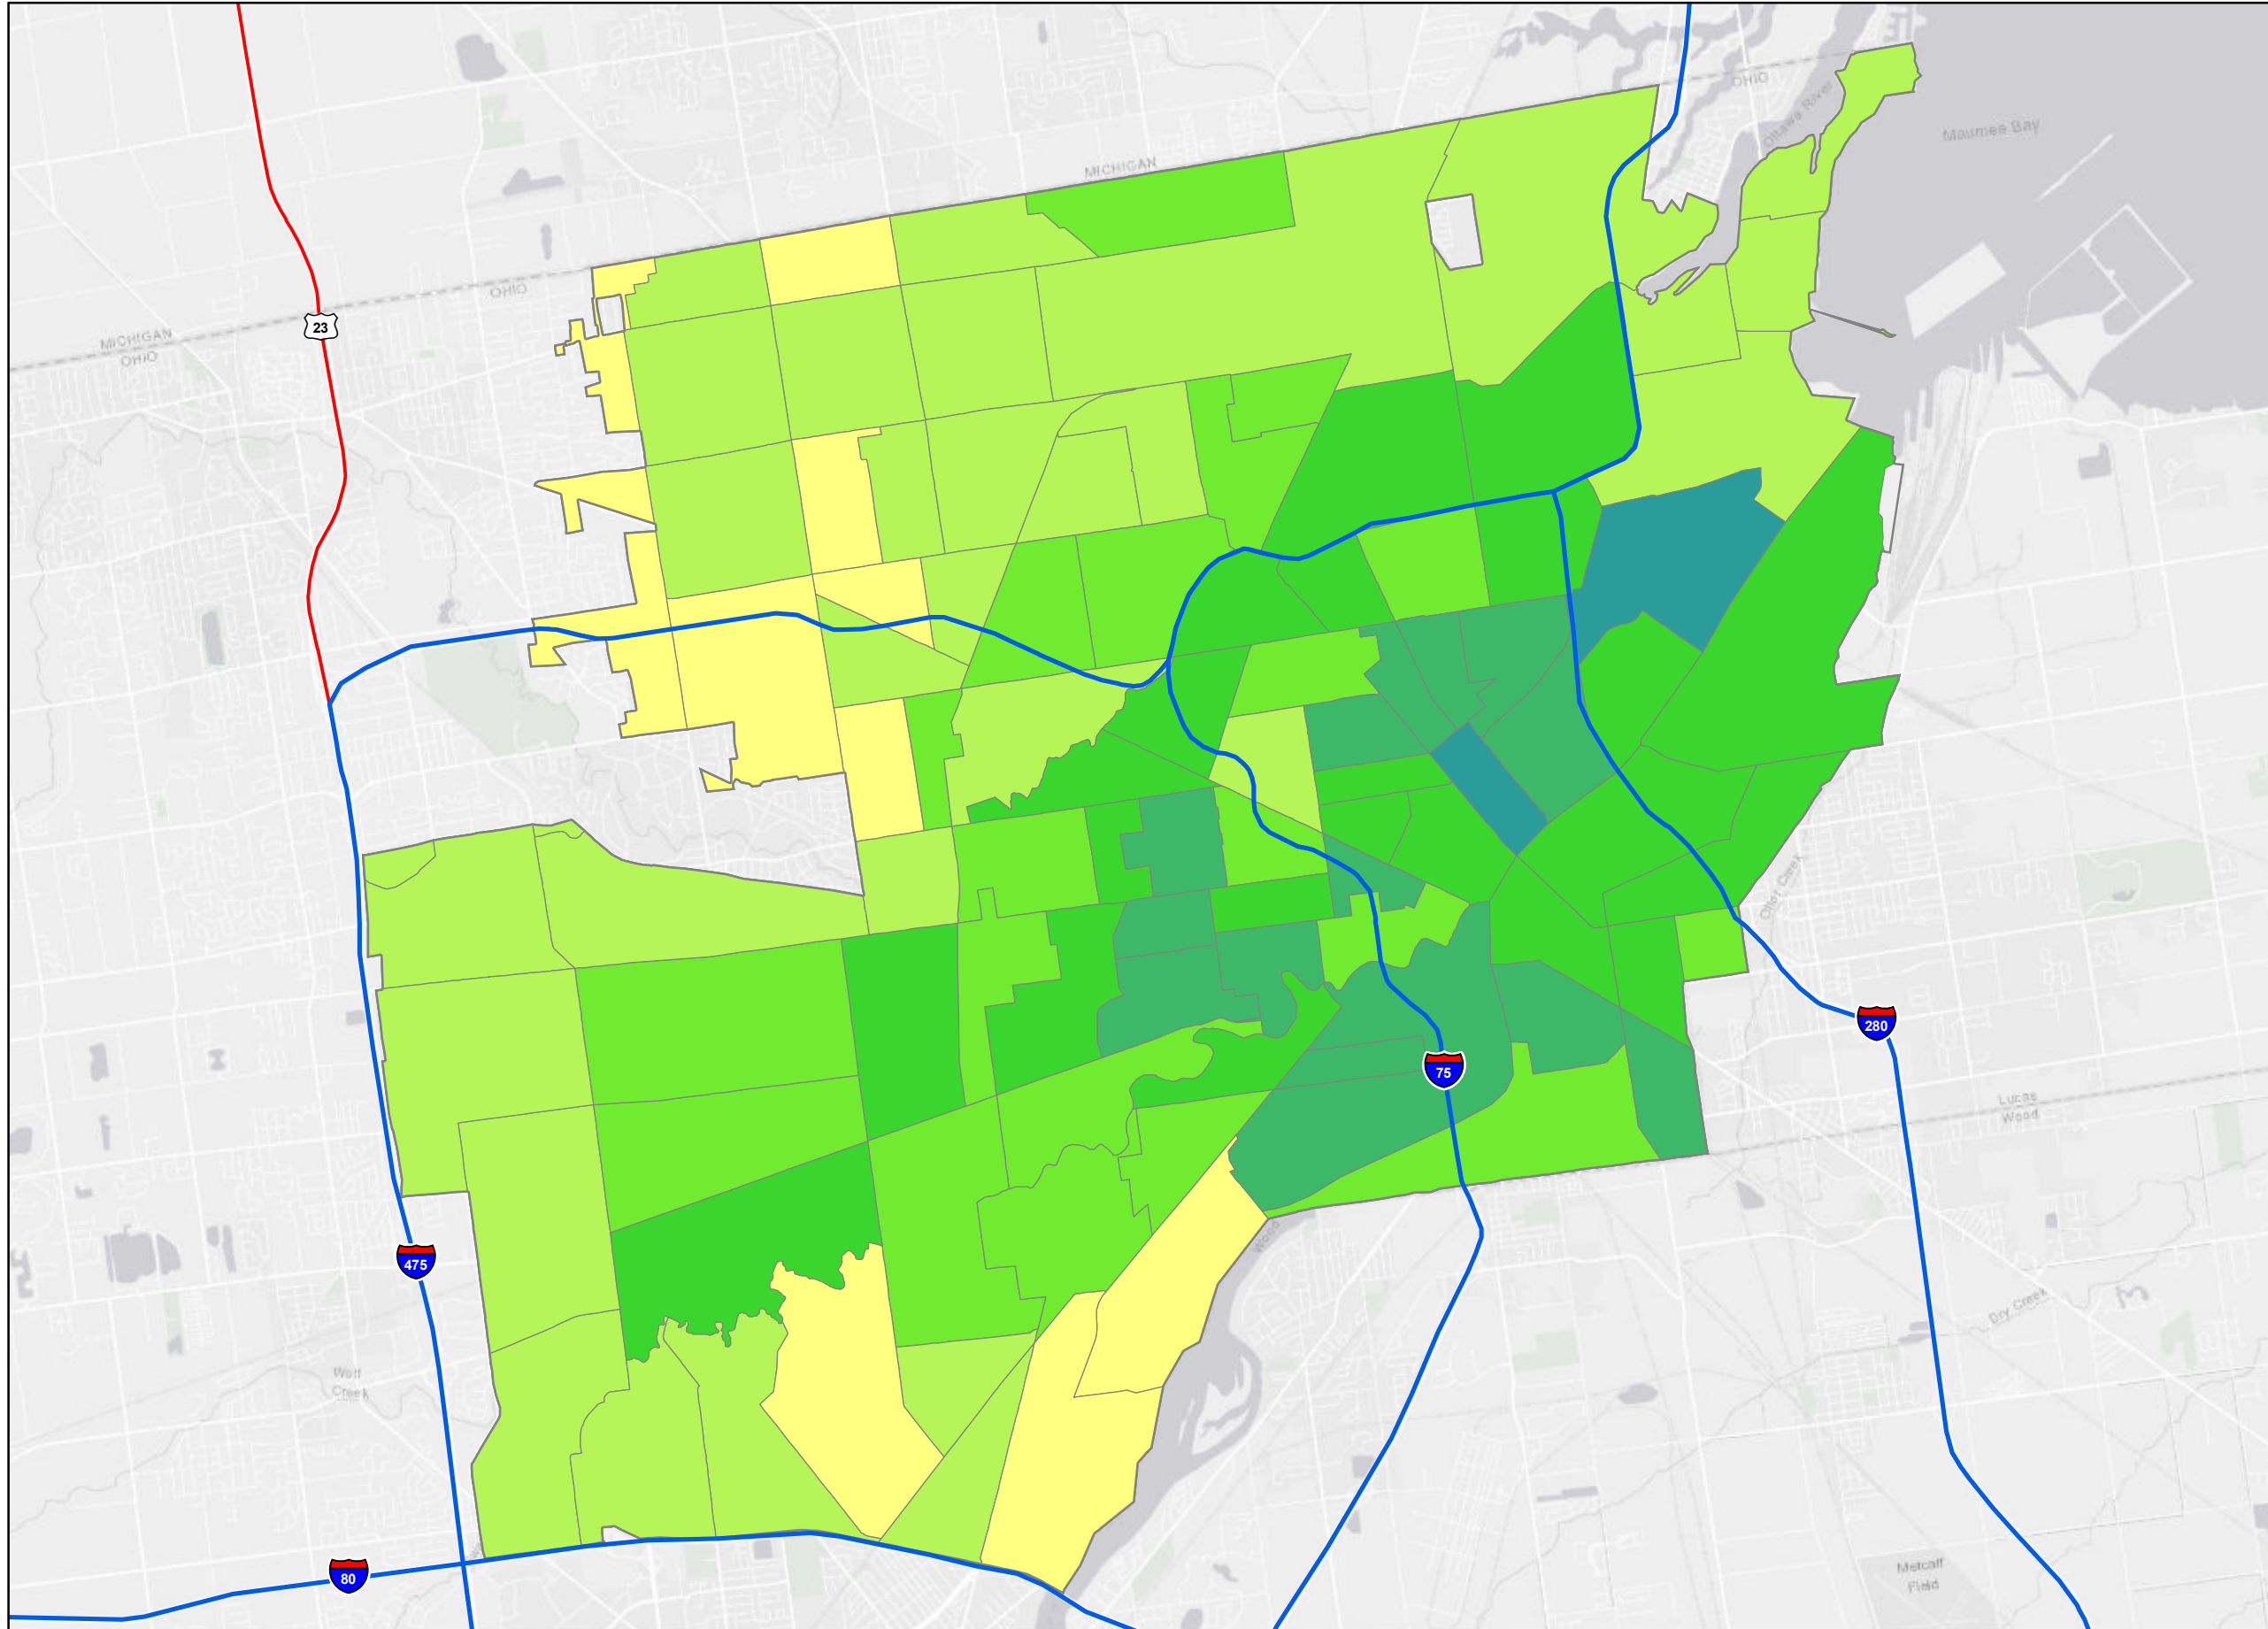 OHIO
Ottawa River
Maumee Bay
MICHIGAN
OHIO
23
MICHIGAN
OHIO
Otter Creek
280
75
Lucas
Wood
Wood
475
Dry Creek
Wolf
Creek
80
Metcalf
Field